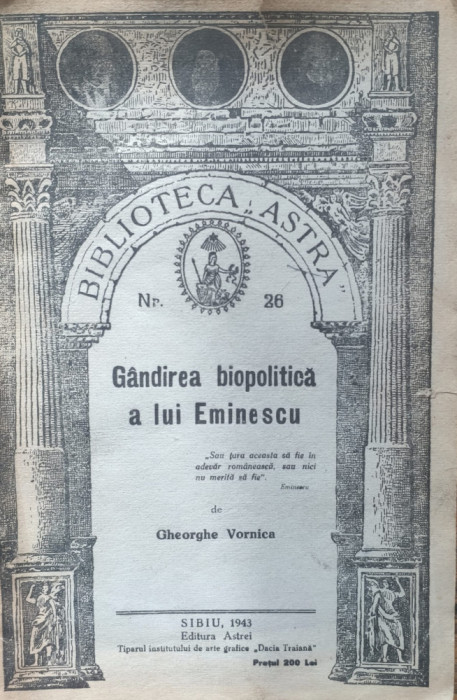 BIBLIOTECA „ASTRA”
Nr. 26
Gândirea biopolitică
a lui Eminescu
„Sau țara aceasta să fie în
adevăr românească, sau nici
nu merită să fie”.
Eminescu
de
Gheorghe Vornica
SIBIU, 1943
Editura Astrei
Tiparul institutului de arte grafice „Dacia Traiană”
Prețul 200 Lei